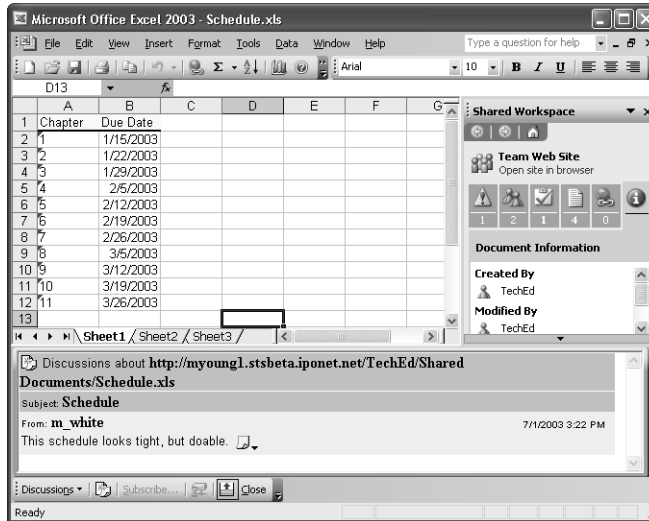 Microsoft Office Excel 2003 - Schedule.xls
File Edit View Insert Format Tools Data Window Help Type a question for help
Arial 10 B I U
D13 fx
A B C D E F G
1 Chapter Due Date
2 1 1/15/2003
3 2 1/22/2003
4 3 1/29/2003
5 4 2/5/2003
6 5 2/12/2003
7 6 2/19/2003
8 7 2/26/2003
9 8 3/5/2003
10 9 3/12/2003
11 10 3/19/2003
12 11 3/26/2003
13
Sheet1 Sheet2 Sheet3
Shared Workspace
Team Web Site
Open site in browser
1 2 1 4 0
Document Information
Created By
TechEd
Modified By
TechEd
Discussions about http://myoung1.stsbeta.iponet.net/TechEd/Shared
Documents/Schedule.xls
Subject: Schedule
From: m_white 7/1/2003 3:22 PM
This schedule looks tight, but doable.
Discussions Subscribe... Close
Ready